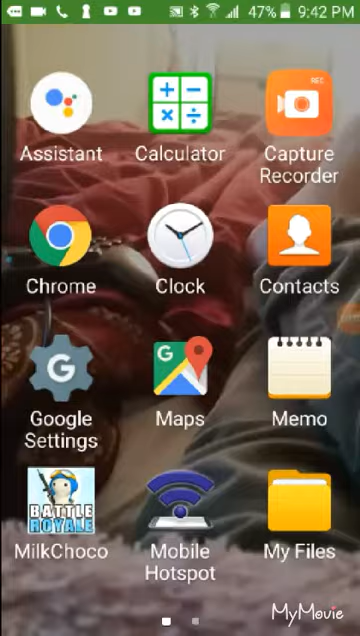 47% 9:42 PM
REC
Assistant
Calculator
Capture
Recorder
Chrome
Clock
Contacts
G
G
Google
Settings
Maps
Memo
BATTLE
ROYALE
MilkChoco
Mobile
Hotspot
My Files
MyMovie